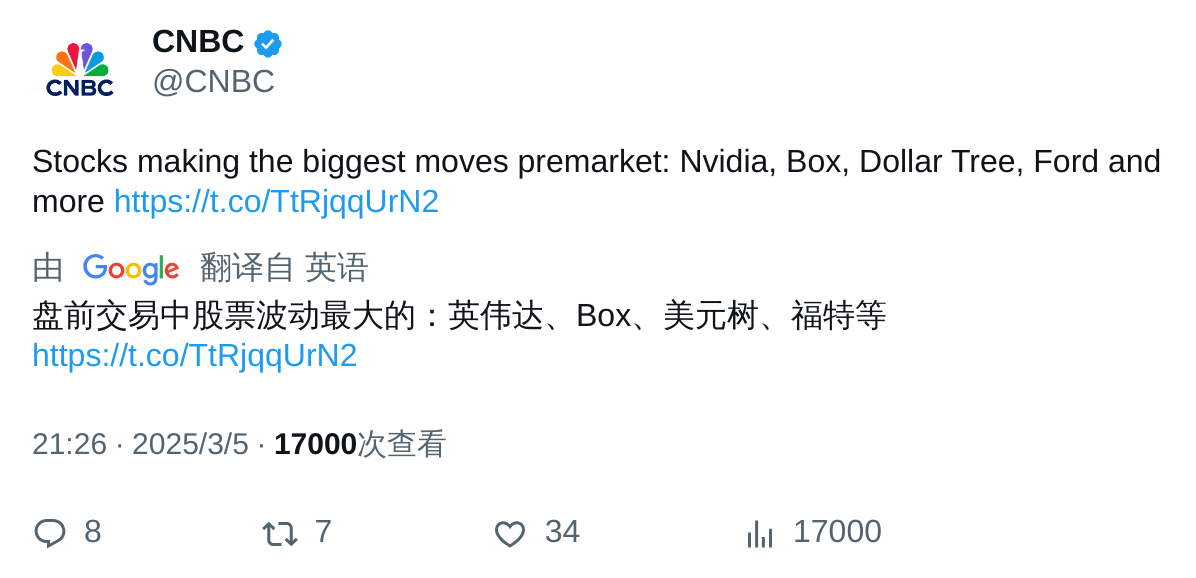 CNBC
CNBC
@CNBC
Stocks making the biggest moves premarket: Nvidia, Box, Dollar Tree, Ford and
more https://t.co/TtRjqqUrN2
由 Google 翻译自 英语
盘前交易中股票波动最大的：英伟达、Box、美元树、福特等
https://t.co/TtRjqqUrN2
21:26 · 2025/3/5 · 17000次查看
8 7 34 17000